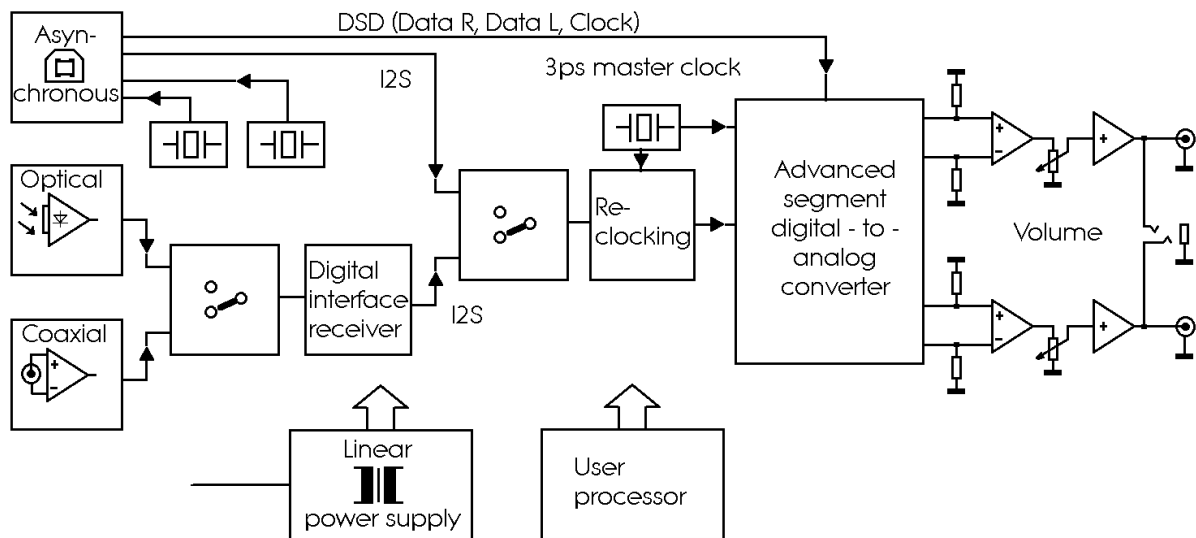 DSD (Data R, Data L, Clock)
Asyn-
chronous
I2S
3ps master clock
Optical
Re-
clocking
Advanced
segment
digital - to -
analog
converter
Volume
Digital
interface
receiver
I2S
Coaxial
Linear
power supply
User
processor